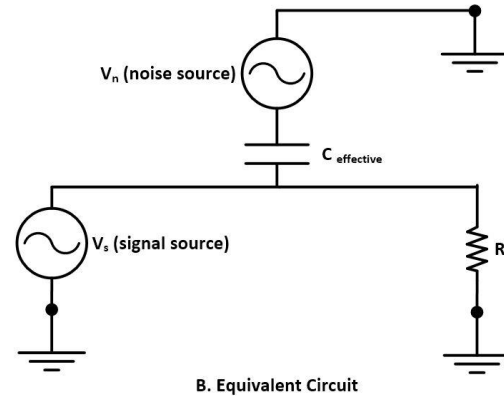 Vₙ (noise source)
C effective
Vₛ (signal source)
R
B. Equivalent Circuit